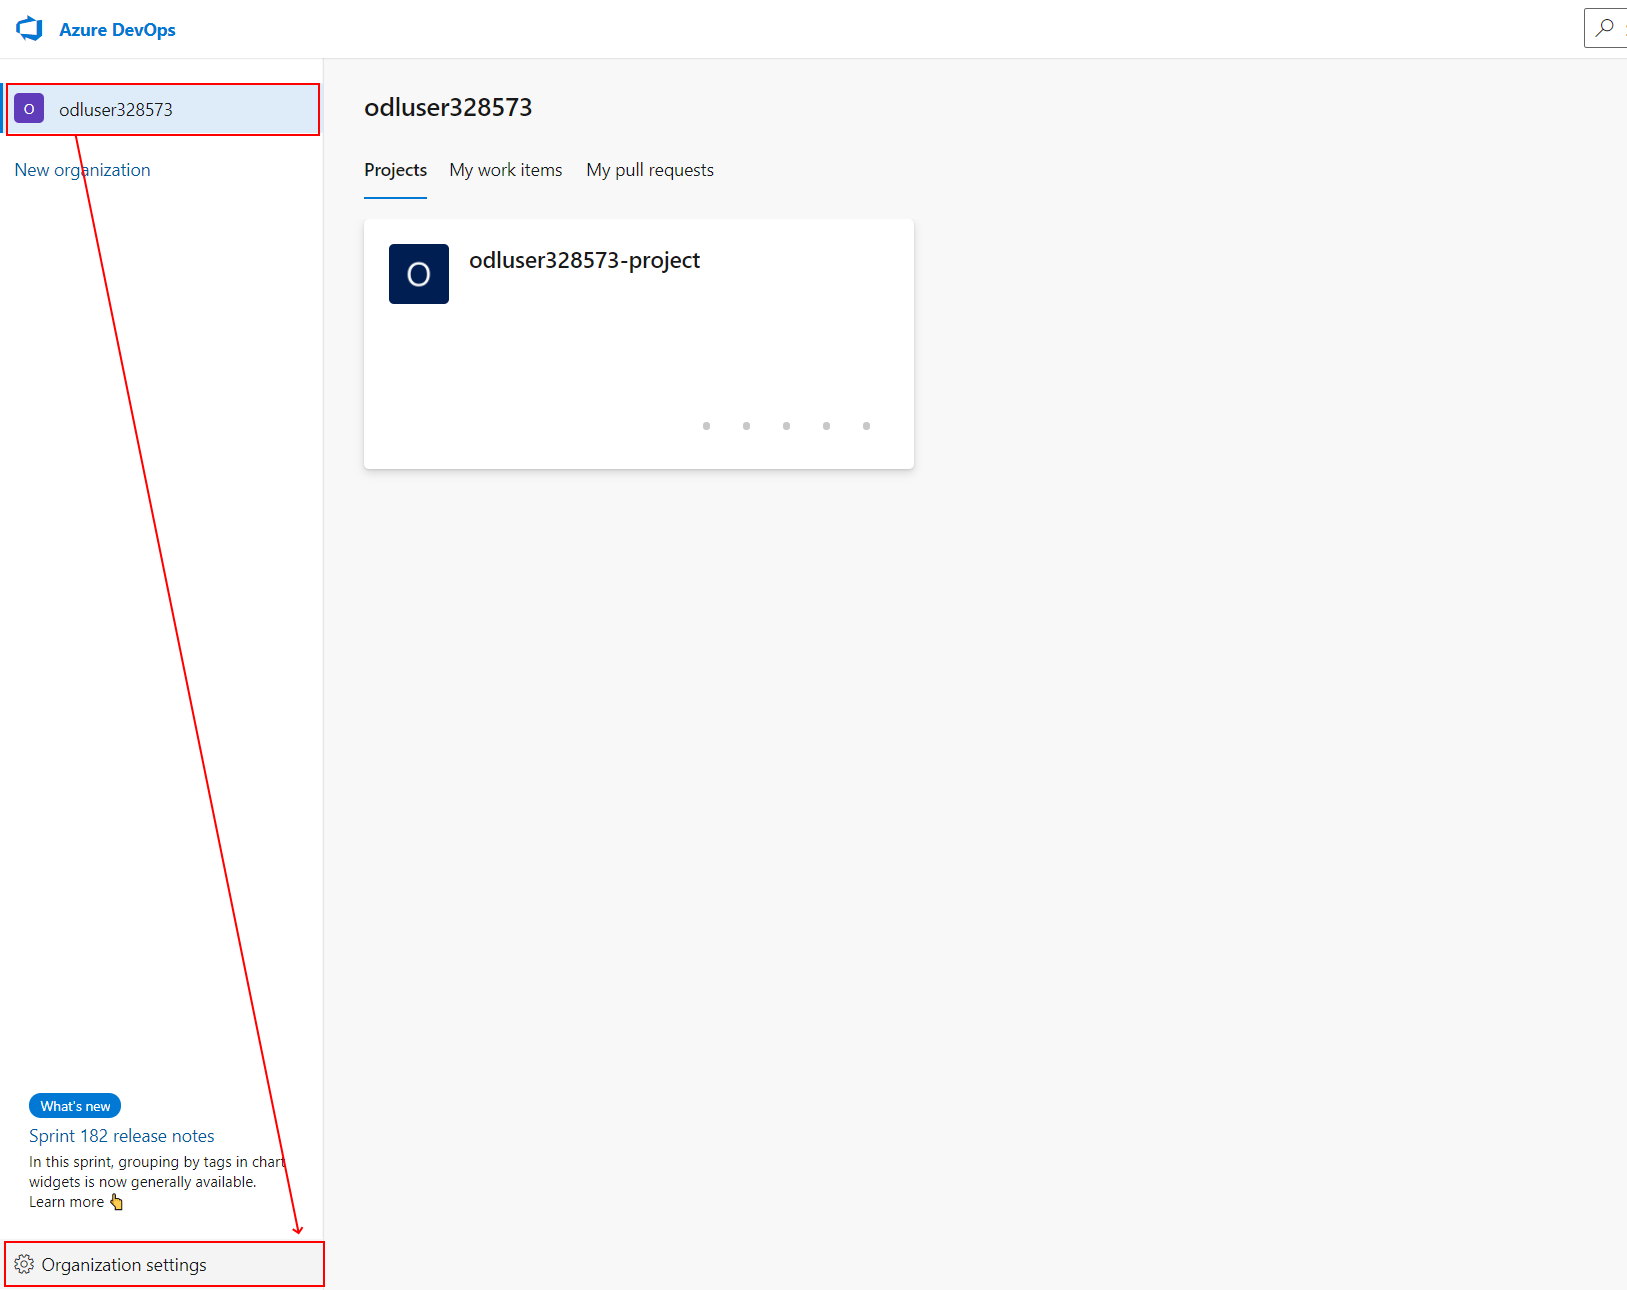 Azure DevOps
O
odluser328573
New organization
odluser328573
Projects
My work items
My pull requests
O
odluser328573-project
What's new
Sprint 182 release notes
In this sprint, grouping by tags in chart
widgets is now generally available.
Learn more
Organization settings